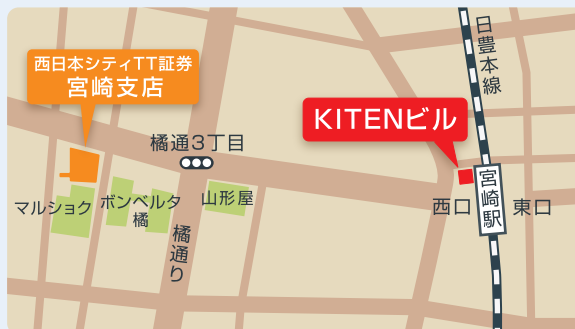 西日本シティTT証券
宮崎支店
日豊本線
KITENビル
橘通3丁目
マルショク
ボンベルタ
橘
山形屋
西口
宮崎駅
東口
橘通り